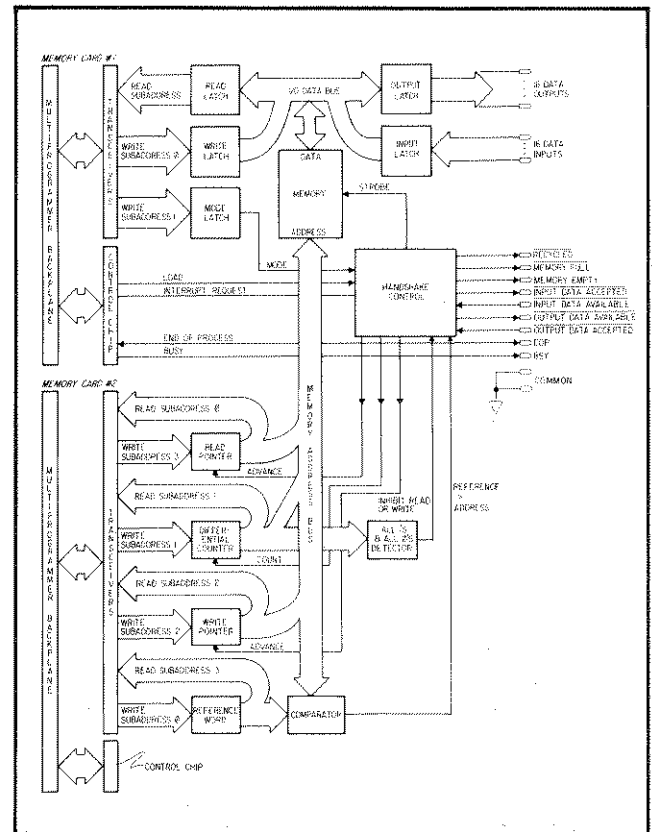 MEMORY CARD #1
MULTIPROGRAMMER BACKPLANE
TRANSCEIVERS
READ SUBADDRESS
READ LATCH
I/O DATA BUS
OUTPUT LATCH
16 DATA OUTPUTS
WRITE SUBADDRESS 0
WRITE LATCH
INPUT LATCH
16 DATA INPUTS
DATA
MEMORY
ADDRESS
STROBE
WRITE SUBADDRESS 1
MODE LATCH
MODE
CONTROL CHIP
LOAD
INTERRUPT REQUEST
HANDSHAKE CONTROL
RECYCLED
MEMORY FULL
MEMORY EMPTY
INPUT DATA ACCEPTED
INPUT DATA AVAILABLE
OUTPUT DATA AVAILABLE
OUTPUT DATA ACCEPTED
END OF PROCESS
EOP
BUSY
BSY
COMMON
MEMORY CARD #2
MULTIPROGRAMMER BACKPLANE
TRANSCEIVERS
MEMORY ADDRESS BUS
READ SUBADDRESS 0
WRITE SUBADDRESS 3
READ POINTER
ADVANCE
READ SUBADDRESS 1
INHIBIT READ OR WRITE
REFERENCE > ADDRESS
WRITE SUBADDRESS 1
DIFFERENTIAL COUNTER
COUNT
DETECTOR
READ SUBADDRESS 2
WRITE SUBADDRESS 2
WRITE POINTER
ADVANCE
READ SUBADDRESS 3
WRITE SUBADDRESS 0
REFERENCE WORD
COMPARATOR
CONTROL CHIP